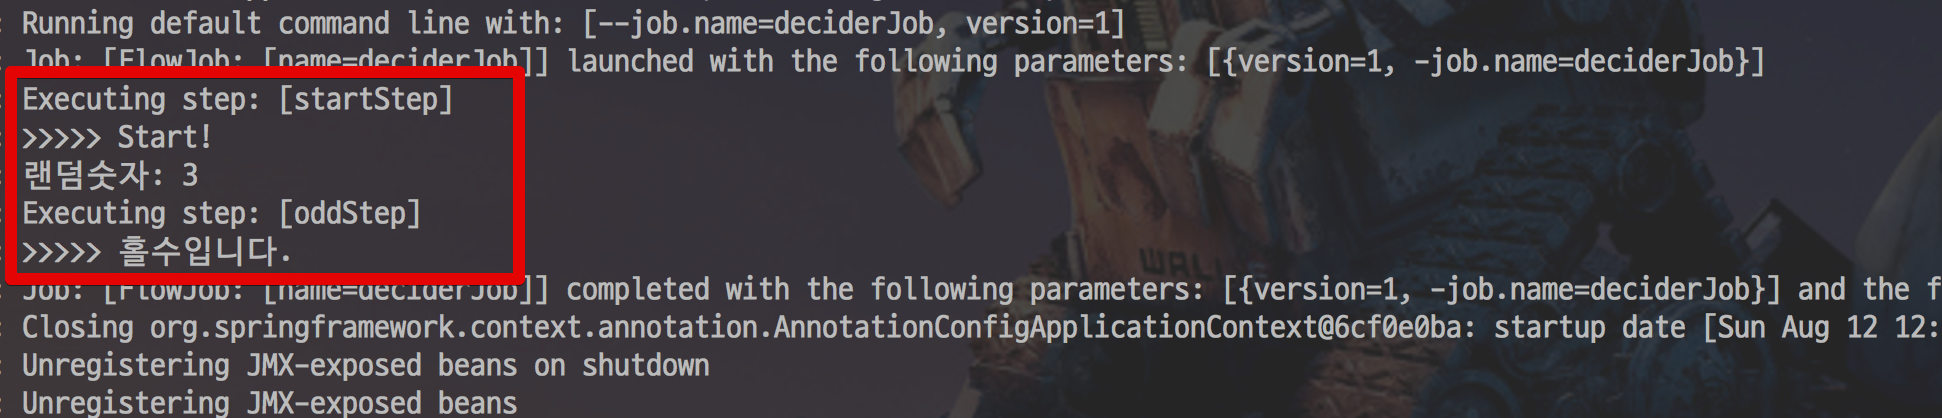 : Running default command line with: [--job.name=deciderJob, version=1]
: Job: [FlowJob: [name=deciderJob]] launched with the following parameters: [{version=1, -job.name=deciderJob}]
: Executing step: [startStep]
: >>>>> Start!
: 랜덤숫자: 3
: Executing step: [oddStep]
: >>>>> 홀수입니다.
: Job: [FlowJob: [name=deciderJob]] completed with the following parameters: [{version=1, -job.name=deciderJob}] and the f
: Closing org.springframework.context.annotation.AnnotationConfigApplicationContext@6cf0e0ba: startup date [Sun Aug 12 12:
: Unregistering JMX-exposed beans on shutdown
: Unregistering JMX-exposed beans